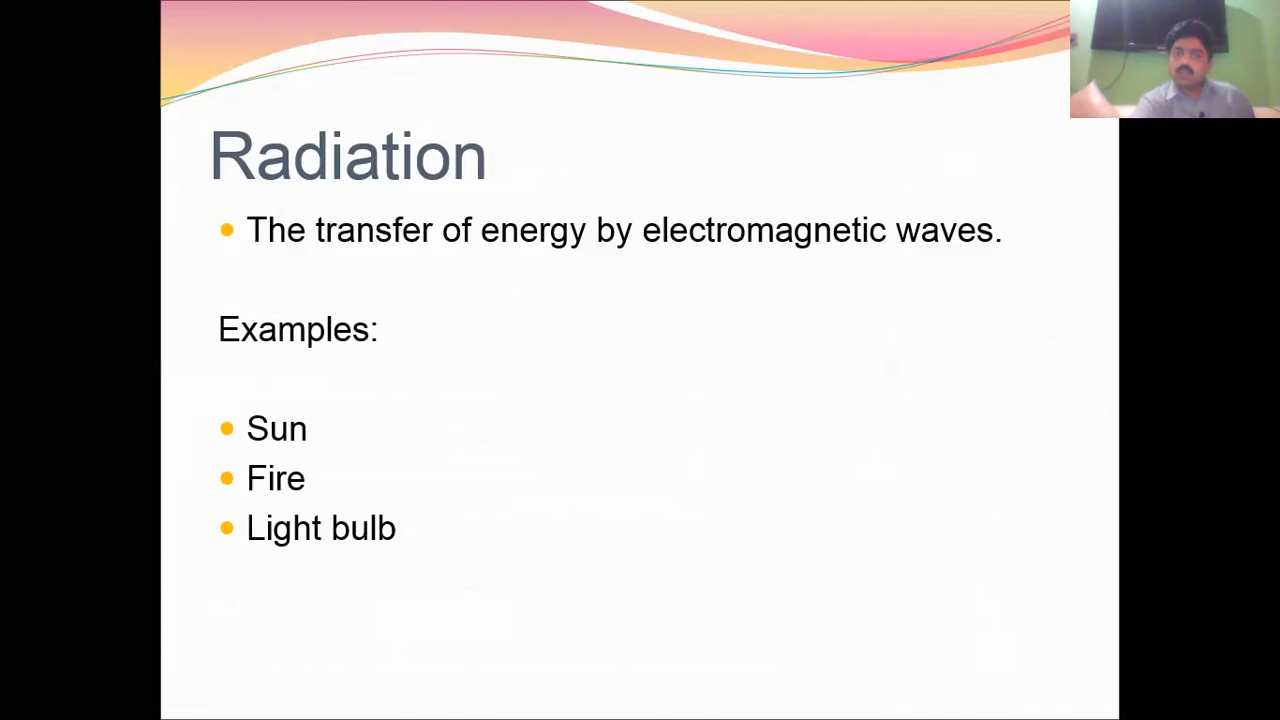 Radiation
The transfer of energy by electromagnetic waves.
Examples:
Sun
Fire
Light bulb